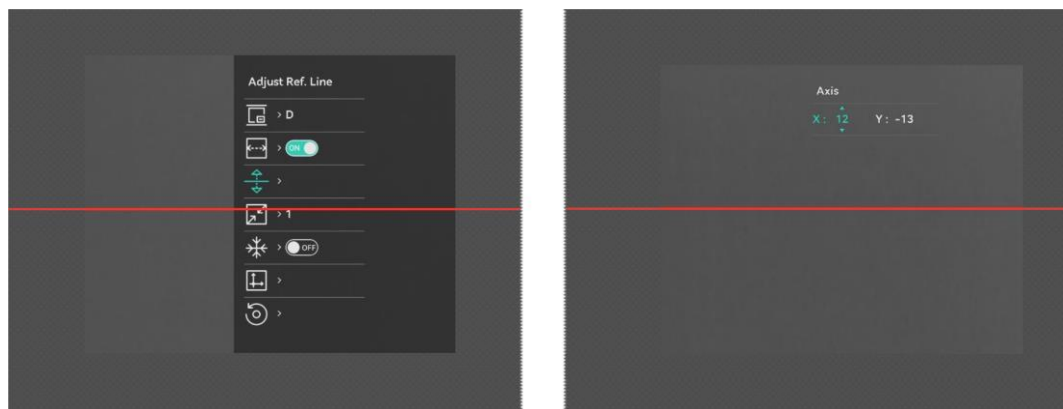 Adjust Ref. Line
› D
› ON
›
› 1
› OFF
›
›
Axis
X : 12 Y : -13